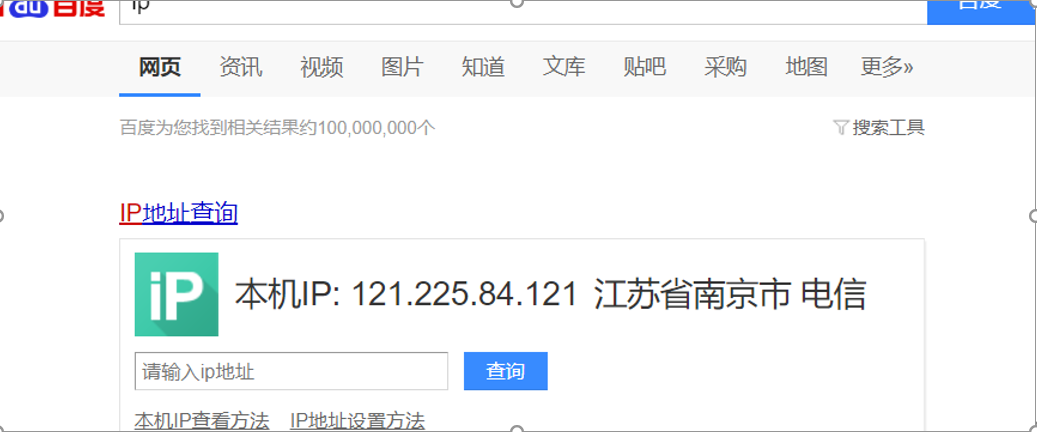 百度 ip 百度
网页 资讯 视频 图片 知道 文库 贴吧 采购 地图 更多»
百度为您找到相关结果约100,000,000个 搜索工具
IP地址查询
iP 本机IP: 121.225.84.121 江苏省南京市 电信
请输入ip地址 查询
本机IP查看方法 IP地址设置方法